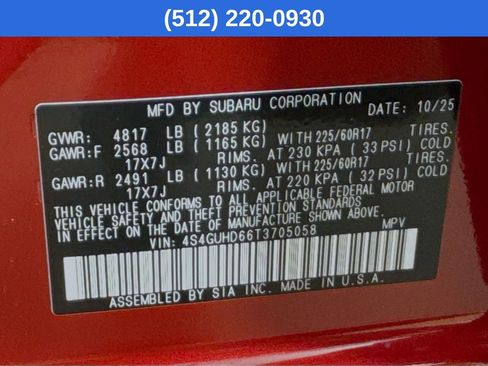 (512) 220-0930
MFD BY SUBARU CORPORATION DATE: 10/25
GVWR: 4817 LB (2185 KG)
GAWR:F 2568 LB (1165 KG) WITH 225/60R17 TIRES.
17X7J RIMS. AT 230 KPA ( 33 PSI) COLD
GAWR:R 2491 LB (1130 KG) WITH 225/60R17 TIRES.
17X7J RIMS. AT 220 KPA ( 32 PSI) COLD
THIS VEHICLE CONFORMS TO ALL APPLICABLE FEDERAL MOTOR
VEHICLE SAFETY AND THEFT PREVENTION STANDARDS IN
EFFECT ON THE DATE OF MANUFACTURE SHOWN ABOVE.
VIN: 4S4GUHD66T3705058 MPV
ASSEMBLED BY SIA INC. MADE IN U.S.A.